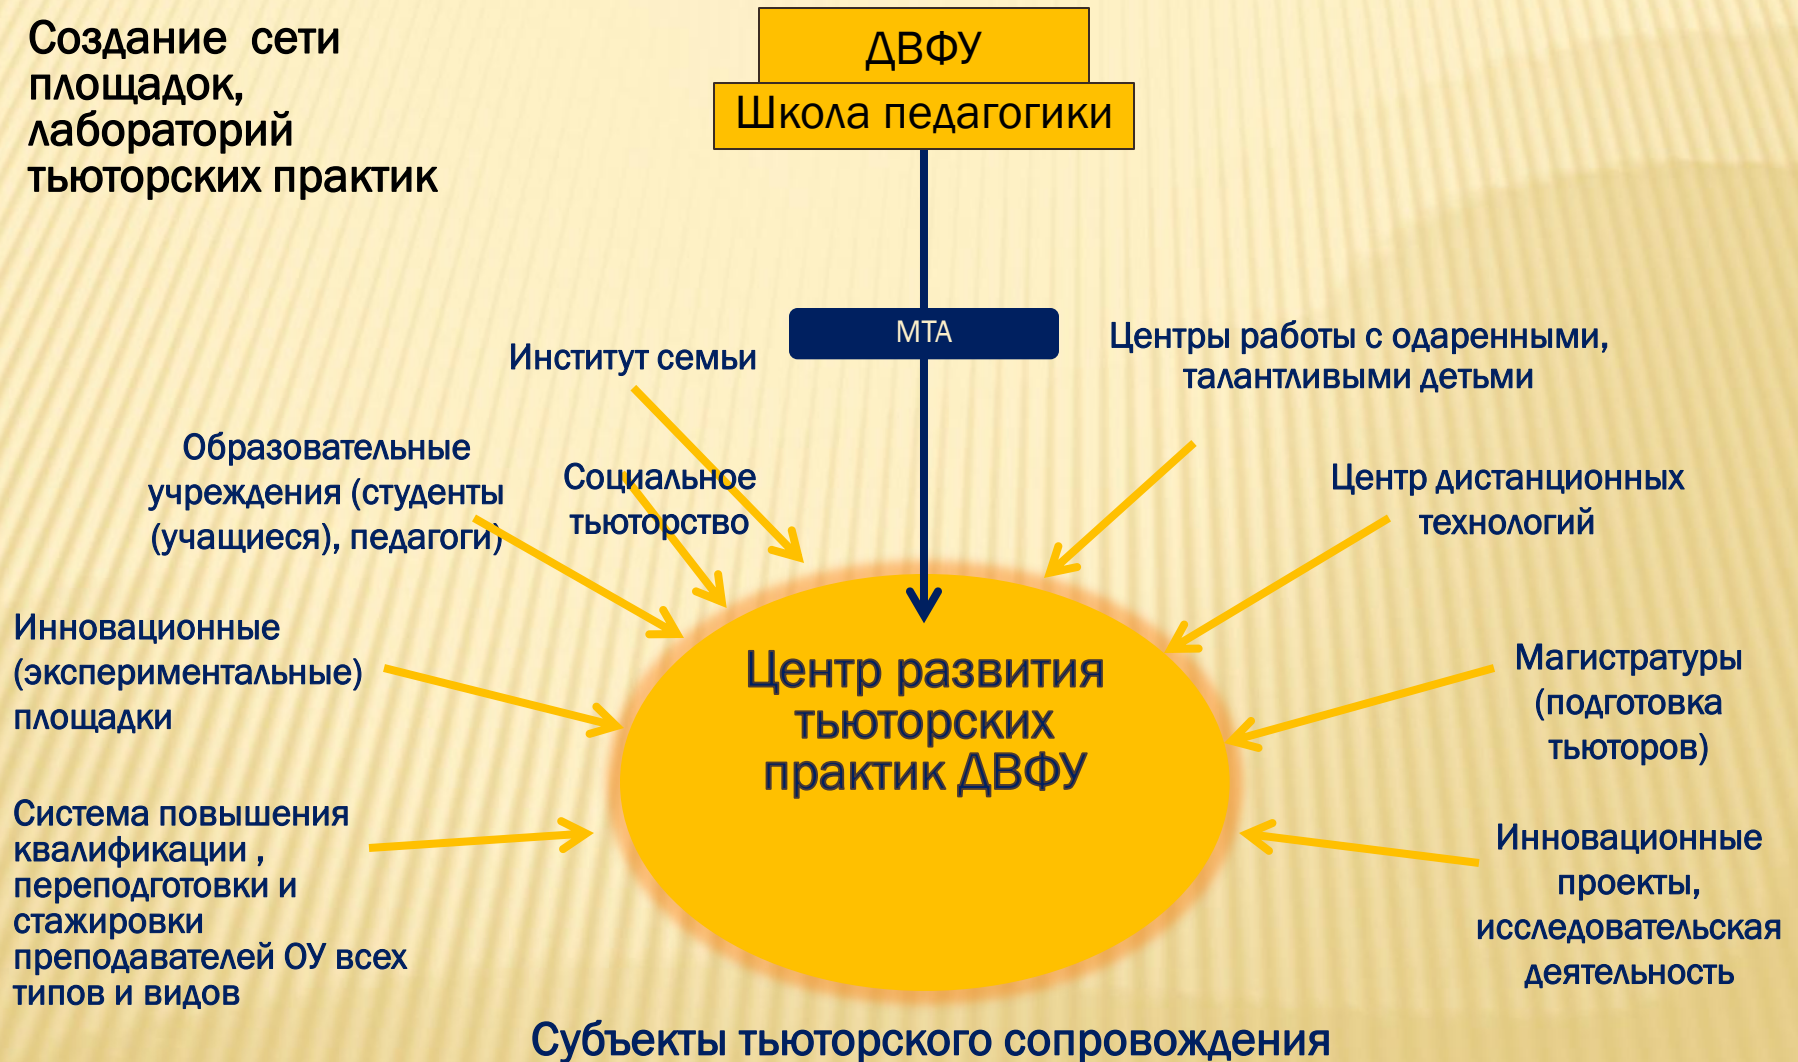 Создание сети
площадок,
лабораторий
тьюторских практик
ДВФУ
Школа педагогики
МТА
Институт семьи
Центры работы с одаренными,
талантливыми детьми
Образовательные
учреждения (студенты
(учащиеся), педагоги)
Социальное
тьюторство
Центр дистанционных
технологий
Инновационные
(экспериментальные)
площадки
Центр развития
тьюторских
практик ДВФУ
Магистратуры
(подготовка
тьюторов)
Система повышения
квалификации ,
переподготовки и
стажировки
преподавателей ОУ всех
типов и видов
Инновационные
проекты,
исследовательская
деятельность
Субъекты тьюторского сопровождения